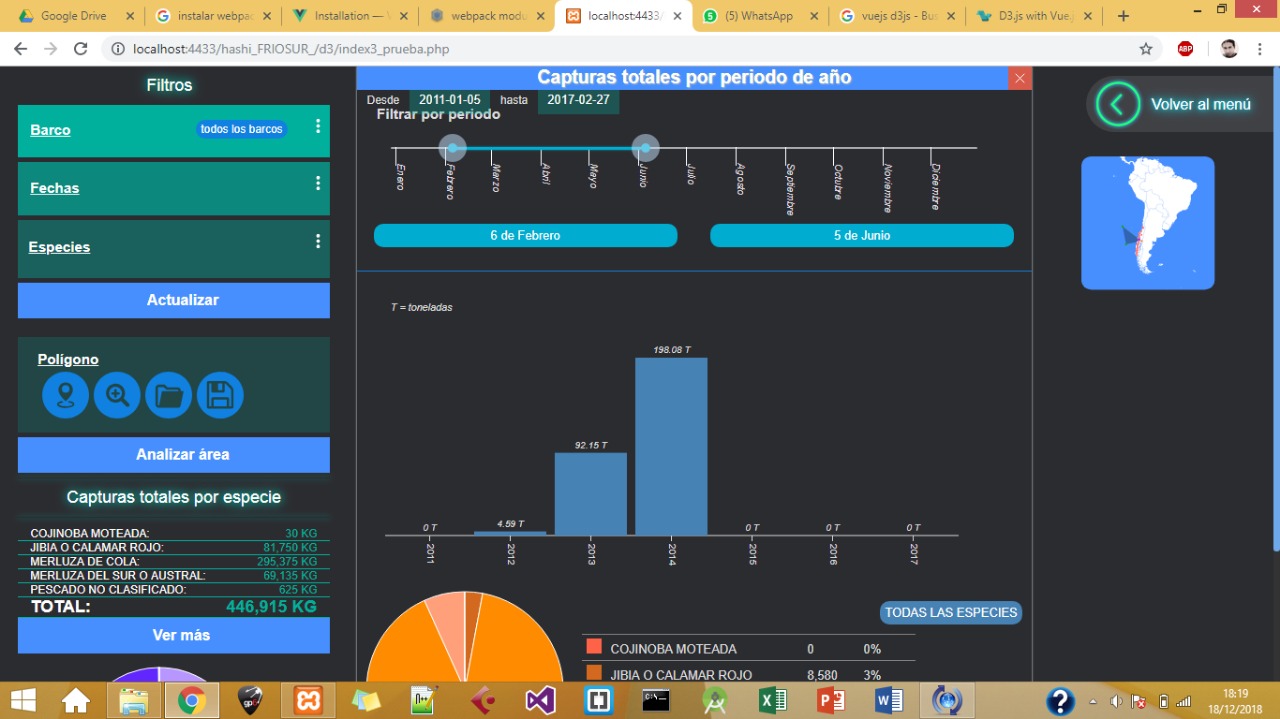 Google Drive
instalar webpac
Installation — V
webpack modu
localhost:4433/
(5) WhatsApp
vuejs d3js - Bus
D3.js with Vue.j
localhost:4433/hashi_FRIOSUR_/d3/index3_prueba.php
ABP
Filtros
Barco
todos los barcos
Fechas
Especies
Actualizar
Polígono
Analizar área
Capturas totales por especie
COJINOBA MOTEADA: 30 KG
JIBIA O CALAMAR ROJO: 81,750 KG
MERLUZA DE COLA: 295,375 KG
MERLUZA DEL SUR O AUSTRAL: 69,135 KG
PESCADO NO CLASIFICADO: 625 KG
TOTAL: 446,915 KG
Ver más
Capturas totales por periodo de año
Desde 2011-01-05 hasta 2017-02-27
Filtrar por periodo
Enero
Febrero
Marzo
Abril
Mayo
Junio
Julio
Agosto
Septiembre
Octubre
Noviembre
Diciembre
6 de Febrero
5 de Junio
T = toneladas
0 T
4.59 T
92.15 T
198.08 T
0 T
0 T
0 T
2011
2012
2013
2014
2015
2016
2017
TODAS LAS ESPECIES
COJINOBA MOTEADA 0 0%
JIBIA O CALAMAR ROJO 8,580 3%
Volver al menú
18:19
18/12/2018